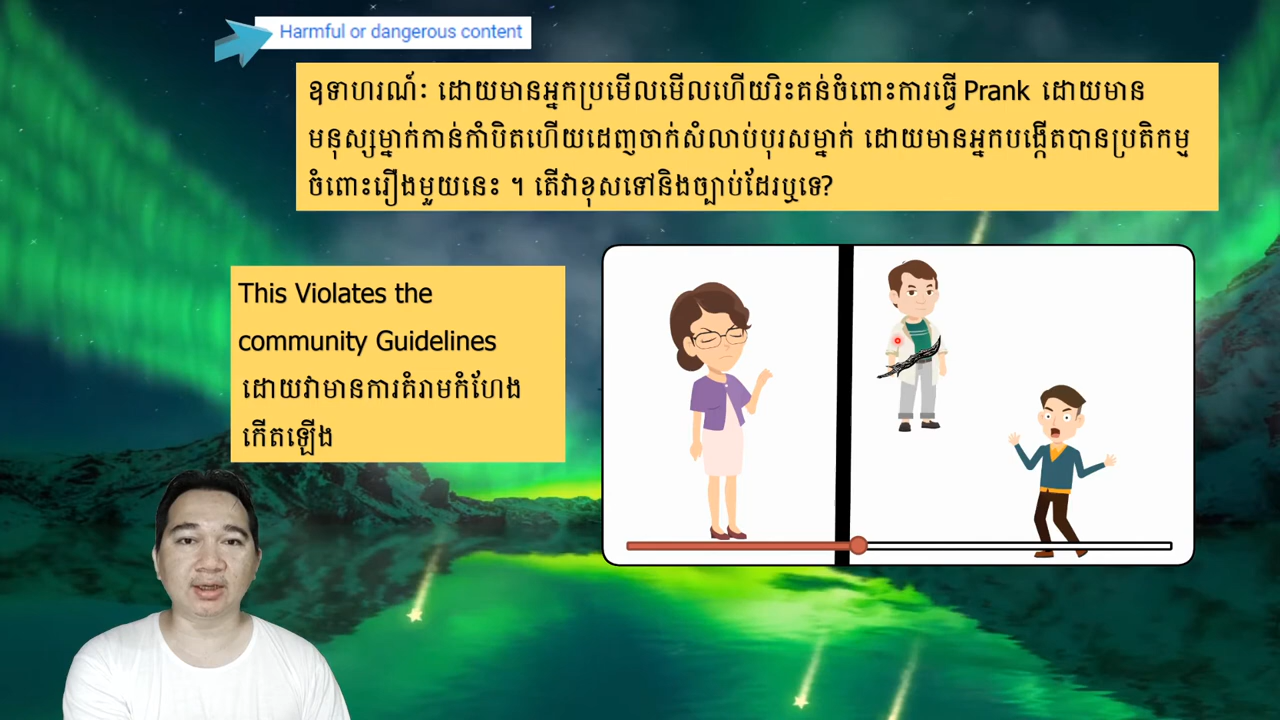 Harmful or dangerous content
ឧទាហរណ៍ៈ ដោយមានអ្នកប្រមើលមើលហើយរិះគន់ចំពោះការធ្វើ Prank ដោយមាន
មនុស្សម្នាក់កាន់កាំបិតហើយដេញចាក់សំលាប់បុរសម្នាក់ ដោយមានអ្នកបង្កើតបានប្រតិកម្ម
ចំពោះរឿងមួយនេះ ។ តើវាខុសទៅនិងច្បាប់ដែរឬទេ?
This Violates the
community Guidelines
ដោយវាមានការគំរាមកំហែង
កើតឡើង